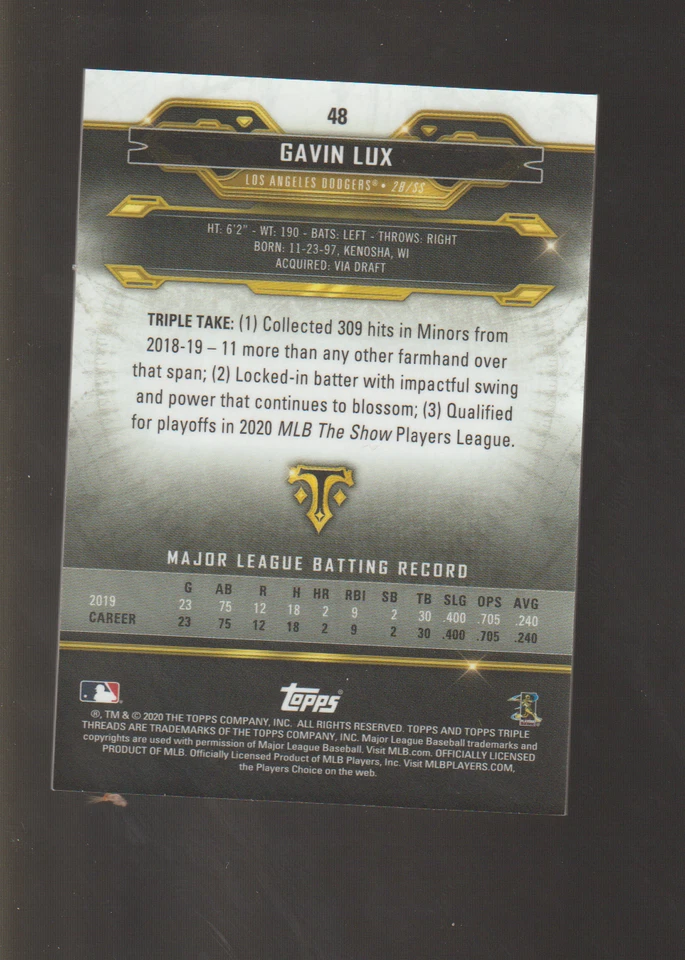 48
GAVIN LUX
LOS ANGELES DODGERS® • 2B/SS
HT: 6'2" - WT: 190 - BATS: LEFT - THROWS: RIGHT
BORN: 11-23-97, KENOSHA, WI
ACQUIRED: VIA DRAFT
TRIPLE TAKE: (1) Collected 309 hits in Minors from
2018-19 – 11 more than any other farmhand over
that span; (2) Locked-in batter with impactful swing
and power that continues to blossom; (3) Qualified
for playoffs in 2020 MLB The Show Players League.
T
MAJOR LEAGUE BATTING RECORD
G AB R H HR RBI SB TB SLG OPS AVG
2019 23 75 12 18 2 9 2 30 .400 .705 .240
CAREER 23 75 12 18 2 9 2 30 .400 .705 .240
topps®
®, TM & © 2020 THE TOPPS COMPANY, INC. ALL RIGHTS RESERVED. TOPPS AND TOPPS TRIPLE
THREADS ARE TRADEMARKS OF THE TOPPS COMPANY, INC. Major League Baseball trademarks and
copyrights are used with permission of Major League Baseball. Visit MLB.com. OFFICIALLY LICENSED
PRODUCT OF MLB. Officially Licensed Product of MLB Players, Inc. Visit MLBPLAYERS.COM,
the Players Choice on the web.